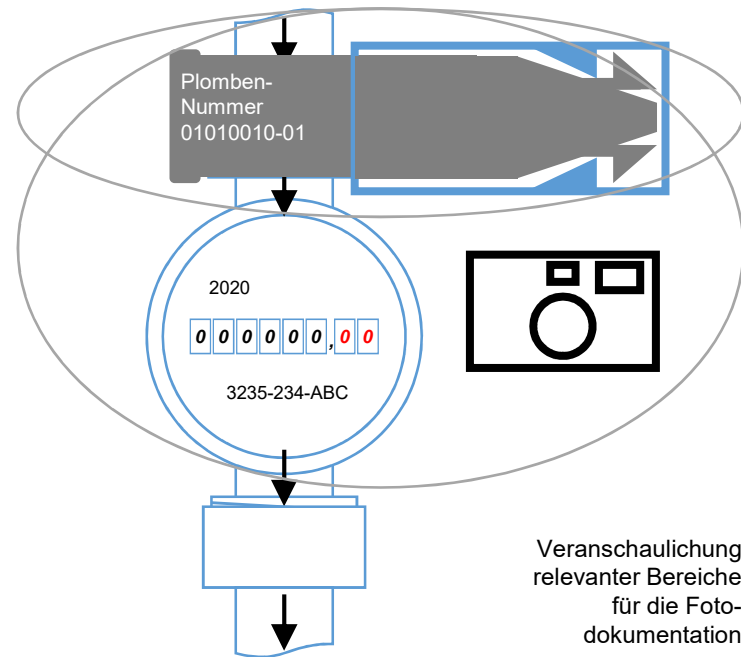 Plomben-
Nummer
01010010-01
2020
000000,00
3235-234-ABC
Veranschaulichung
relevanter Bereiche
für die Foto-
dokumentation